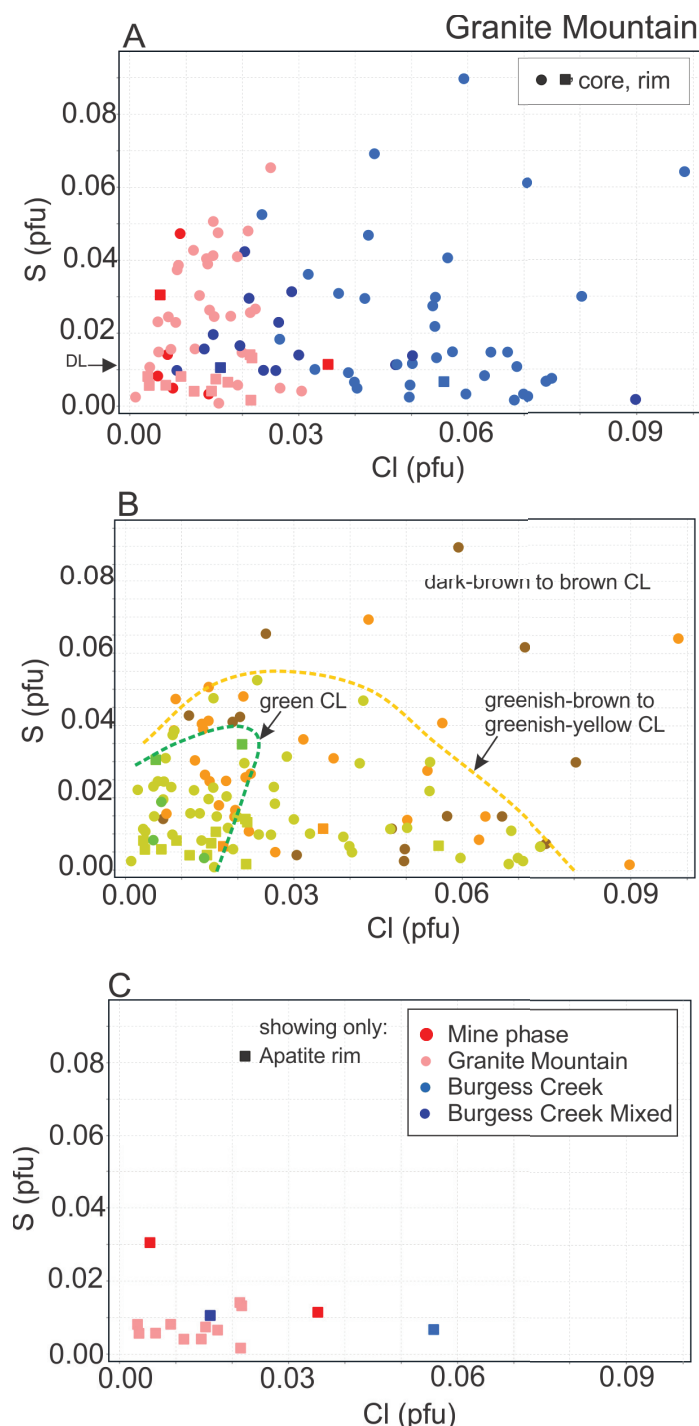 A
Granite Mountain
core, rim
0.08
0.06
0.04
0.02
DL
0.00
S (pfu)
0.00 0.03 0.06 0.09
Cl (pfu)
B
0.08
dark-brown to brown CL
0.06
green CL
greenish-brown to
greenish-yellow CL
0.04
0.02
0.00
S (pfu)
0.00 0.03 0.06 0.09
Cl (pfu)
C
showing only:
Apatite rim
Mine phase
Granite Mountain
Burgess Creek
Burgess Creek Mixed
0.08
0.06
0.04
0.02
0.00
S (pfu)
0.00 0.03 0.06 0.09
Cl (pfu)